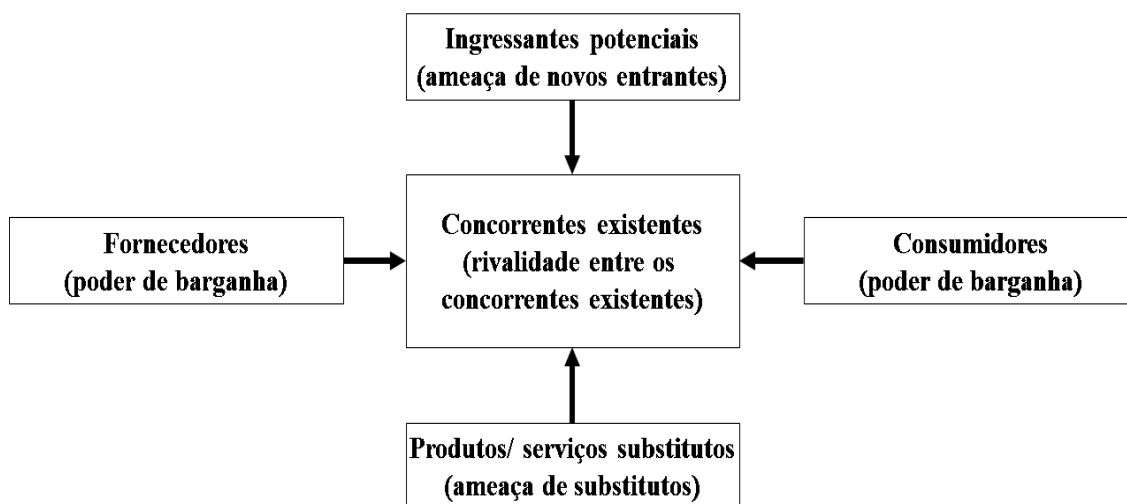 Ingressantes potenciais
(ameaça de novos entrantes)
Fornecedores
(poder de barganha)
Concorrentes existentes
(rivalidade entre os
concorrentes existentes)
Consumidores
(poder de barganha)
Produtos/ serviços substitutos
(ameaça de substitutos)